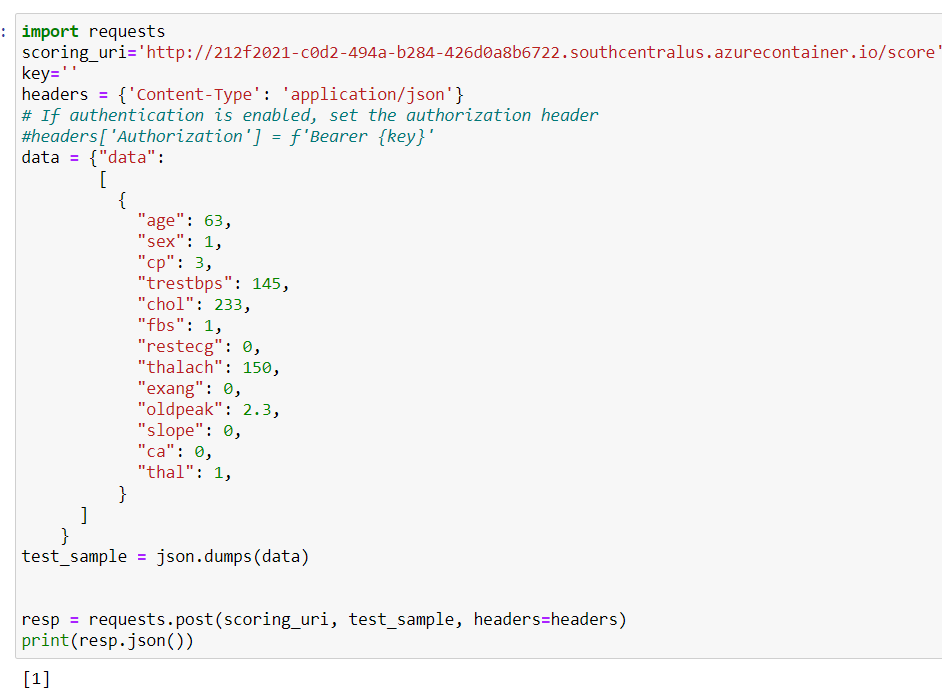 :
import requests
scoring_uri='http://212f2021-c0d2-494a-b284-426d0a8b6722.southcentralus.azurecontainer.io/score'
key=''
headers = {'Content-Type': 'application/json'}
# If authentication is enabled, set the authorization header
#headers['Authorization'] = f'Bearer {key}'
data = {"data":
        [
          {
            "age": 63,
            "sex": 1,
            "cp": 3,
            "trestbps": 145,
            "chol": 233,
            "fbs": 1,
            "restecg": 0,
            "thalach": 150,
            "exang": 0,
            "oldpeak": 2.3,
            "slope": 0,
            "ca": 0,
            "thal": 1,
          }
      ]
    }
test_sample = json.dumps(data)
resp = requests.post(scoring_uri, test_sample, headers=headers)
print(resp.json())
[1]